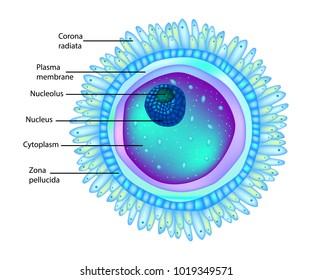 Corona
radiata
Plasma
membrane
Nucleolus
Nucleus
Cytoplasm
Zona
pellucida
shutterstock.com · 1019349571